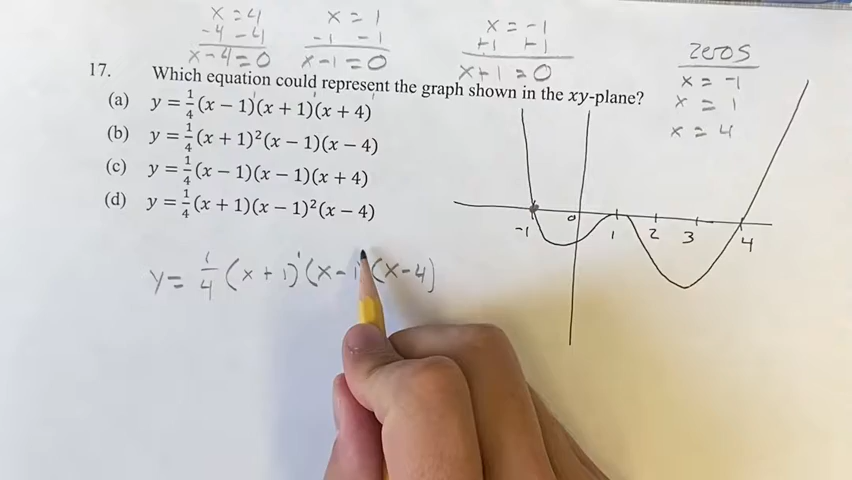 x = 4
-4 -4
x - 4 = 0
x = 1
-1 -1
x - 1 = 0
x = -1
+1 +1
x + 1 = 0
zeros
x = -1
x = 1
x = 4
17. Which equation could represent the graph shown in the xy-plane?
(a) y = 1/4 (x − 1)(x + 1)(x + 4)
(b) y = 1/4 (x + 1)²(x − 1)(x − 4)
(c) y = 1/4 (x − 1)(x − 1)(x + 4)
(d) y = 1/4 (x + 1)(x − 1)²(x − 4)
-1 0 1 2 3 4
y = 1/4 (x + 1)¹(x - 1)(x - 4)